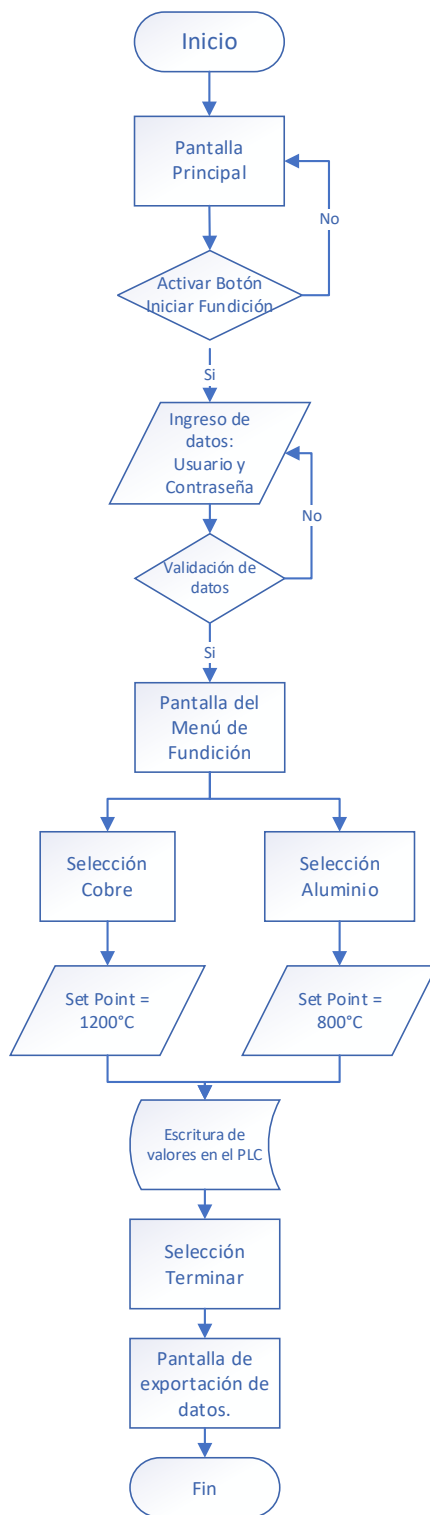 Inicio
Pantalla
Principal
No
Activar Botón
Iniciar Fundición
Si
Ingreso de
datos:
Usuario y
Contraseña
No
Validación de
datos
Si
Pantalla del
Menú de
Fundición
Selección
Cobre
Selección
Aluminio
Set Point =
1200°C
Set Point =
800°C
Escritura de
valores en el PLC
Selección
Terminar
Pantalla de
exportación de
datos.
Fin